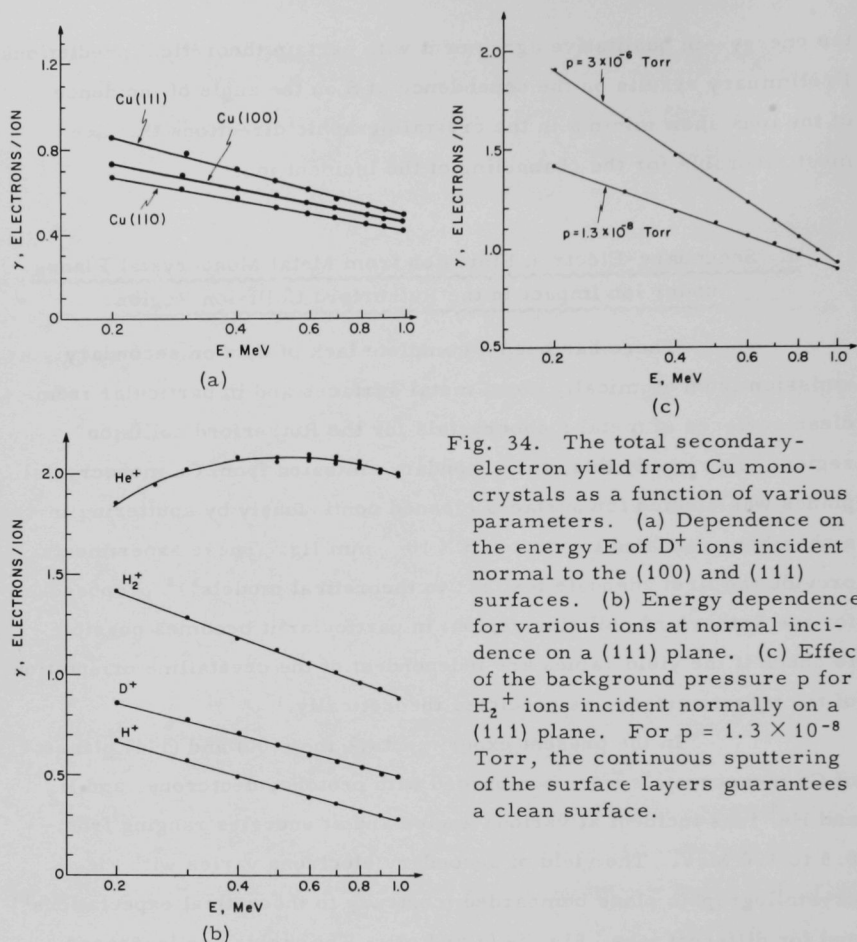 γ, ELECTRONS/ION
1.2
0.8
0.4
0
Cu(111)
Cu(100)
Cu(110)
0.2
0.4
0.6
0.8
1.0
E, MeV
(a)
γ, ELECTRONS/ION
2.0
1.5
1.0
0.5
p = 3 × 10⁻⁶ Torr
p = 1.3 × 10⁻⁸ Torr
0.2
0.4
0.6
0.8
1.0
E, MeV
(c)
γ, ELECTRONS/ION
2.0
1.5
1.0
0.5
0
He⁺
H₂⁺
D⁺
H⁺
0.2
0.4
0.6
0.8
1.0
E, MeV
(b)
Fig. 34. The total secondary-
electron yield from Cu mono-
crystals as a function of various
parameters. (a) Dependence on
the energy E of D⁺ ions incident
normal to the (100) and (111)
surfaces. (b) Energy dependence
for various ions at normal inci-
dence on a (111) plane. (c) Effec
of the background pressure p for
H₂⁺ ions incident normally on a
(111) plane. For p = 1.3 × 10⁻⁸
Torr, the continuous sputtering
of the surface layers guarantees
a clean surface.